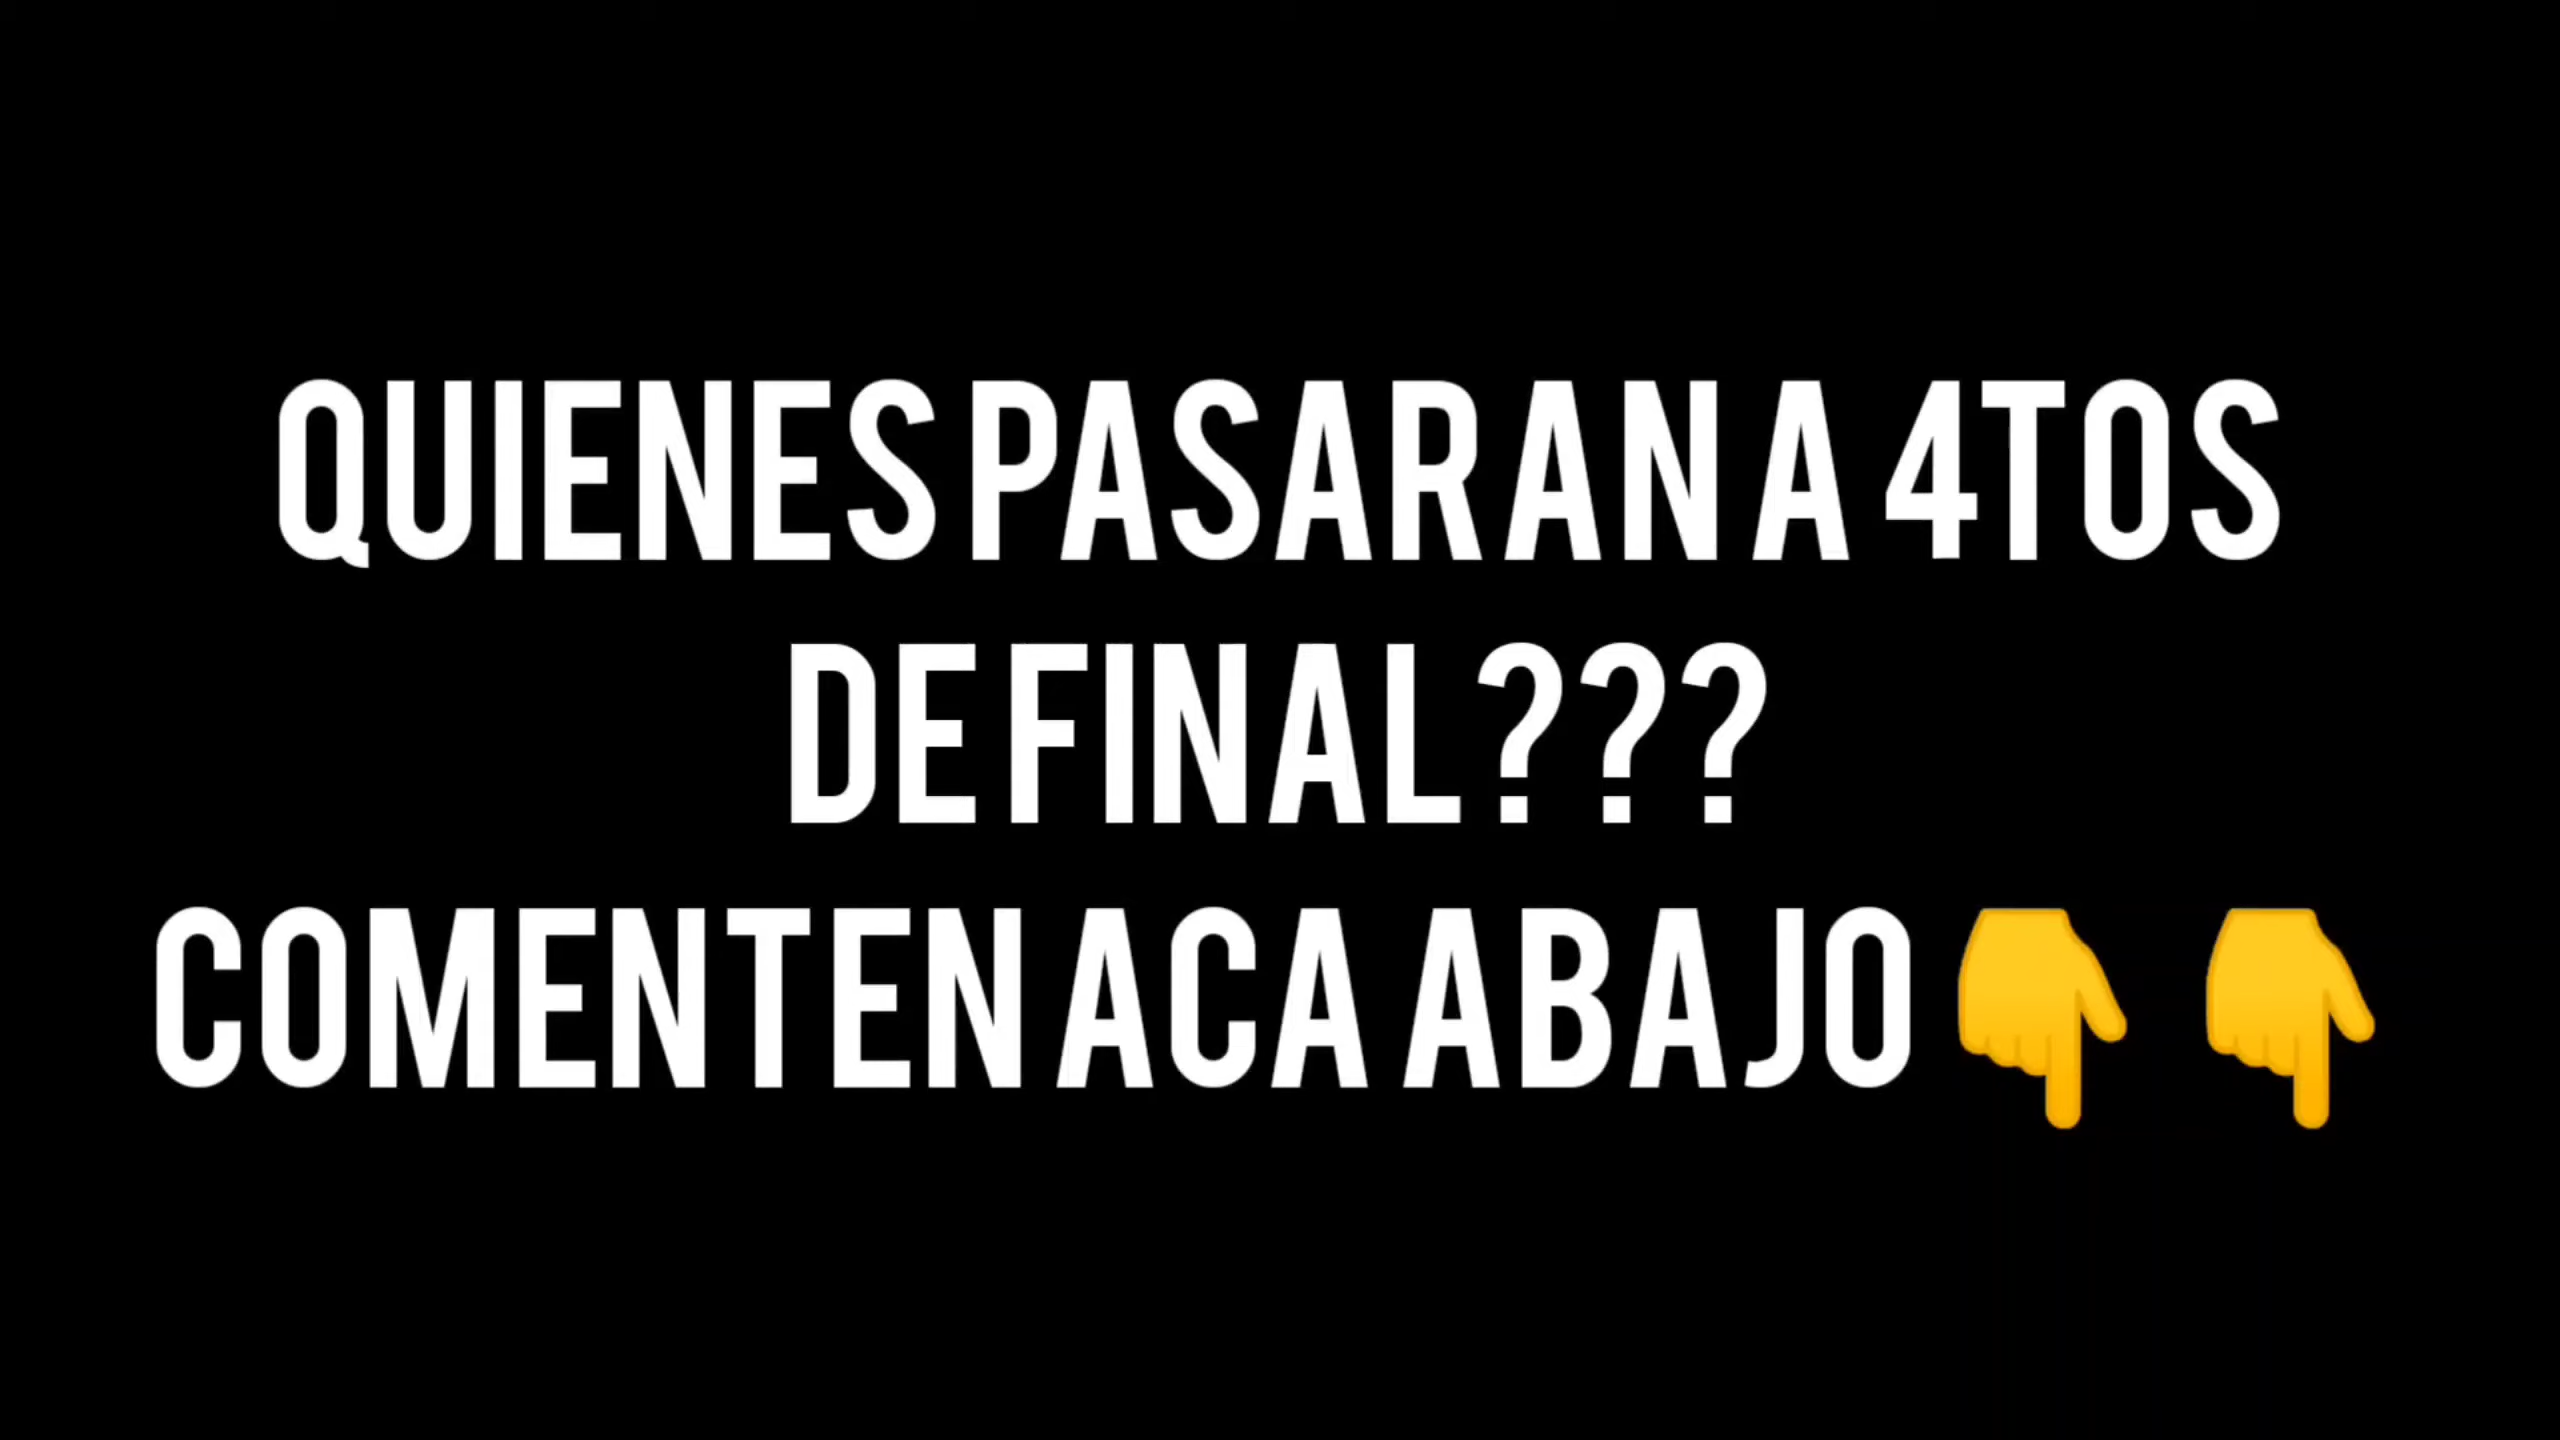 QUIENES PASARAN A 4TOS
DE FINAL???
COMENTEN ACA ABAJO👇 👇